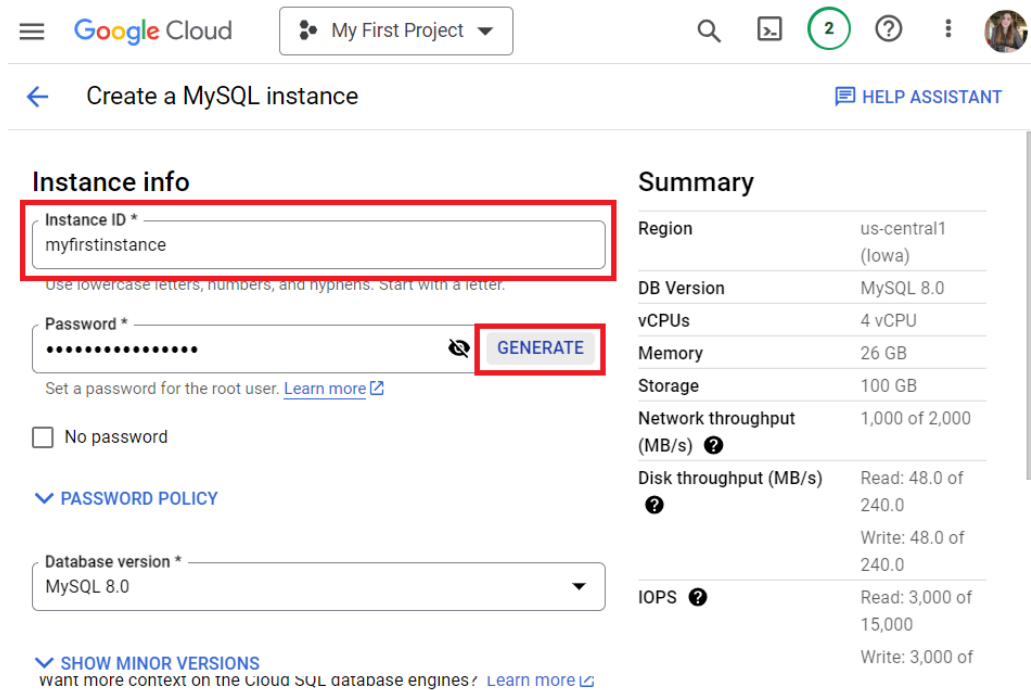 Google Cloud
My First Project
2
Create a MySQL instance
HELP ASSISTANT
Instance info
Instance ID *
myfirstinstance
Use lowercase letters, numbers, and hyphens. Start with a letter.
Password *
••••••••••••••••
GENERATE
Set a password for the root user. Learn more
No password
PASSWORD POLICY
Database version *
MySQL 8.0
SHOW MINOR VERSIONS
Want more context on the Cloud SQL database engines? Learn more
Summary
Region us-central1
(Iowa)
DB Version MySQL 8.0
vCPUs 4 vCPU
Memory 26 GB
Storage 100 GB
Network throughput 1,000 of 2,000
(MB/s) ?
Disk throughput (MB/s) Read: 48.0 of
? 240.0
Write: 48.0 of
240.0
IOPS ? Read: 3,000 of
15,000
Write: 3,000 of